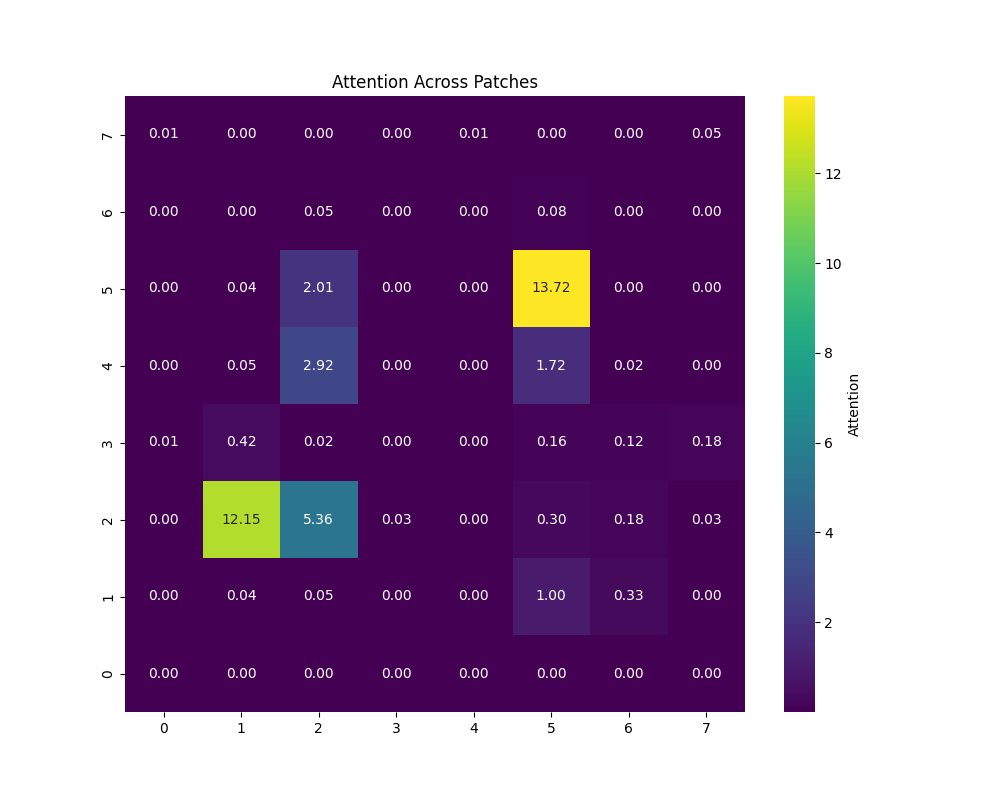 Attention Across Patches
7 0.01 0.00 0.00 0.00 0.01 0.00 0.00 0.05
6 0.00 0.00 0.05 0.00 0.00 0.08 0.00 0.00
5 0.00 0.04 2.01 0.00 0.00 13.72 0.00 0.00
4 0.00 0.05 2.92 0.00 0.00 1.72 0.02 0.00
3 0.01 0.42 0.02 0.00 0.00 0.16 0.12 0.18
2 0.00 12.15 5.36 0.03 0.00 0.30 0.18 0.03
1 0.00 0.04 0.05 0.00 0.00 1.00 0.33 0.00
0 0.00 0.00 0.00 0.00 0.00 0.00 0.00 0.00
0 1 2 3 4 5 6 7
12
10
8
6
4
2
Attention